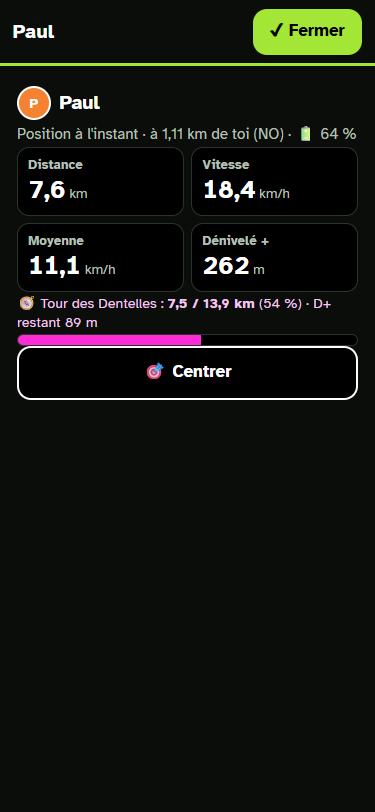 Paul
✓ Fermer
P
Paul
Position à l'instant · à 1,11 km de toi (NO) · 🔋 64 %
Distance
7,6 km
Vitesse
18,4 km/h
Moyenne
11,1 km/h
Dénivelé +
262 m
🧭 Tour des Dentelles : 7,5 / 13,9 km (54 %) · D+
restant 89 m
🎯 Centrer